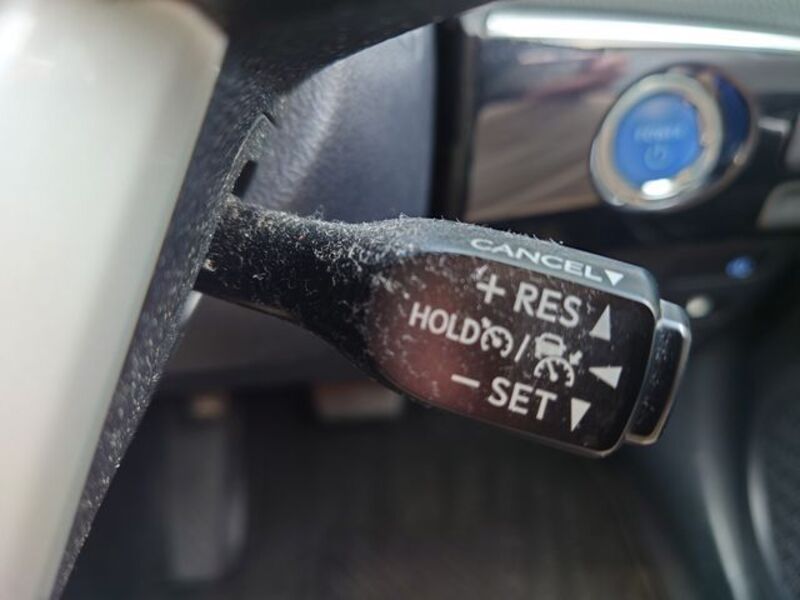 CANCEL▼
+ RES ▲
HOLD /
− SET ▼